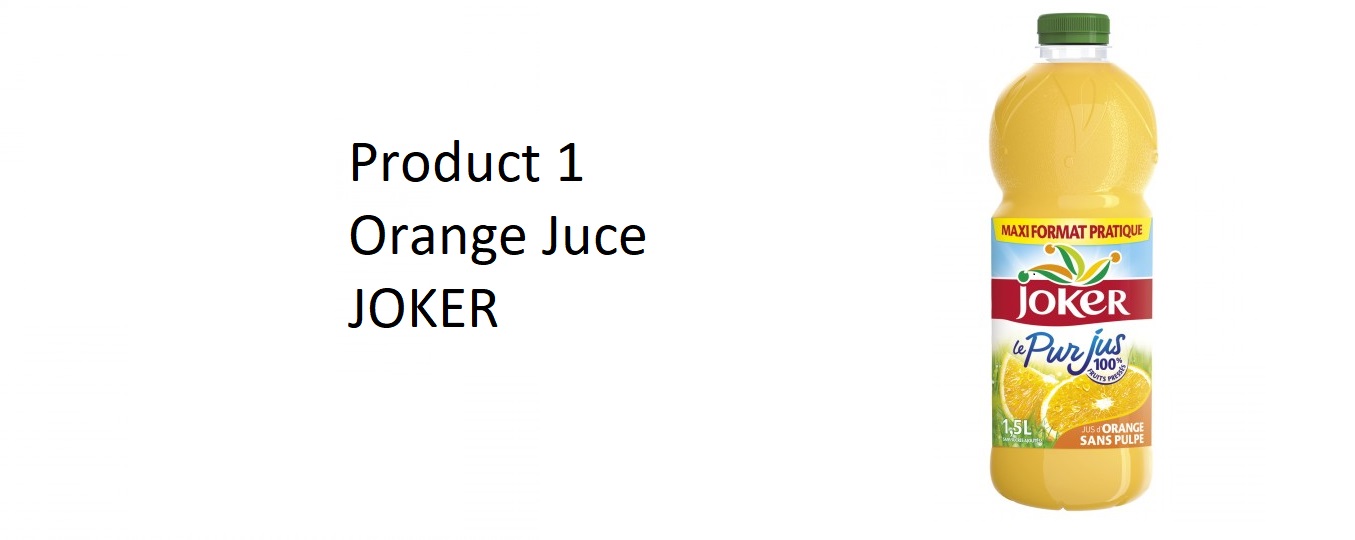 Product 1
Orange Juce
JOKER
MAXI FORMAT PRATIQUE
JOKER
le Pur jus
100%
FRUITS PRESSÉS
1,5L
JUS d'ORANGE
SANS PULPE